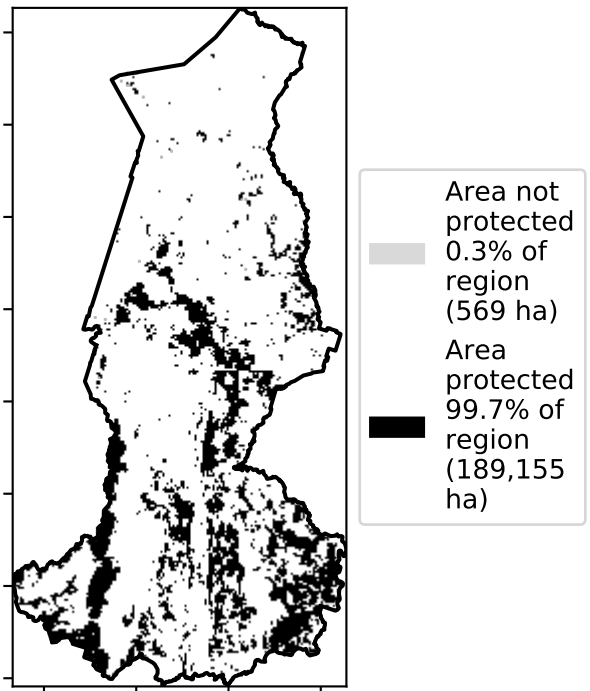 Area not
protected
0.3% of
region
(569 ha)
Area
protected
99.7% of
region
(189,155
ha)